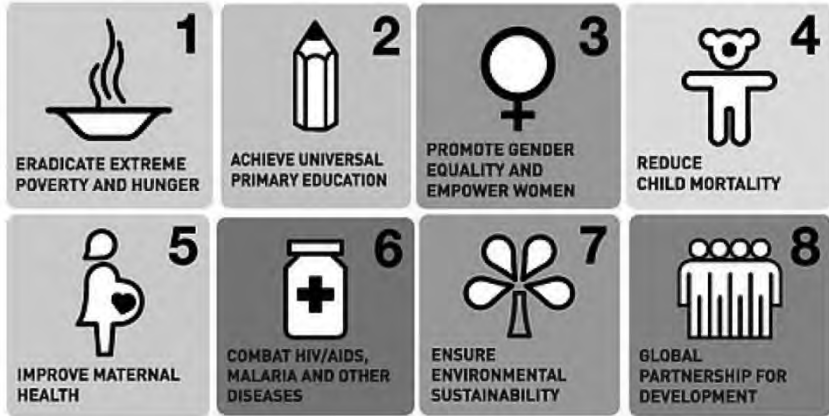 1
ERADICATE EXTREME
POVERTY AND HUNGER
2
ACHIEVE UNIVERSAL
PRIMARY EDUCATION
3
PROMOTE GENDER
EQUALITY AND
EMPOWER WOMEN
4
REDUCE
CHILD MORTALITY
5
IMPROVE MATERNAL
HEALTH
6
COMBAT HIV/AIDS,
MALARIA AND OTHER
DISEASES
7
ENSURE
ENVIRONMENTAL
SUSTAINABILITY
8
GLOBAL
PARTNERSHIP FOR
DEVELOPMENT